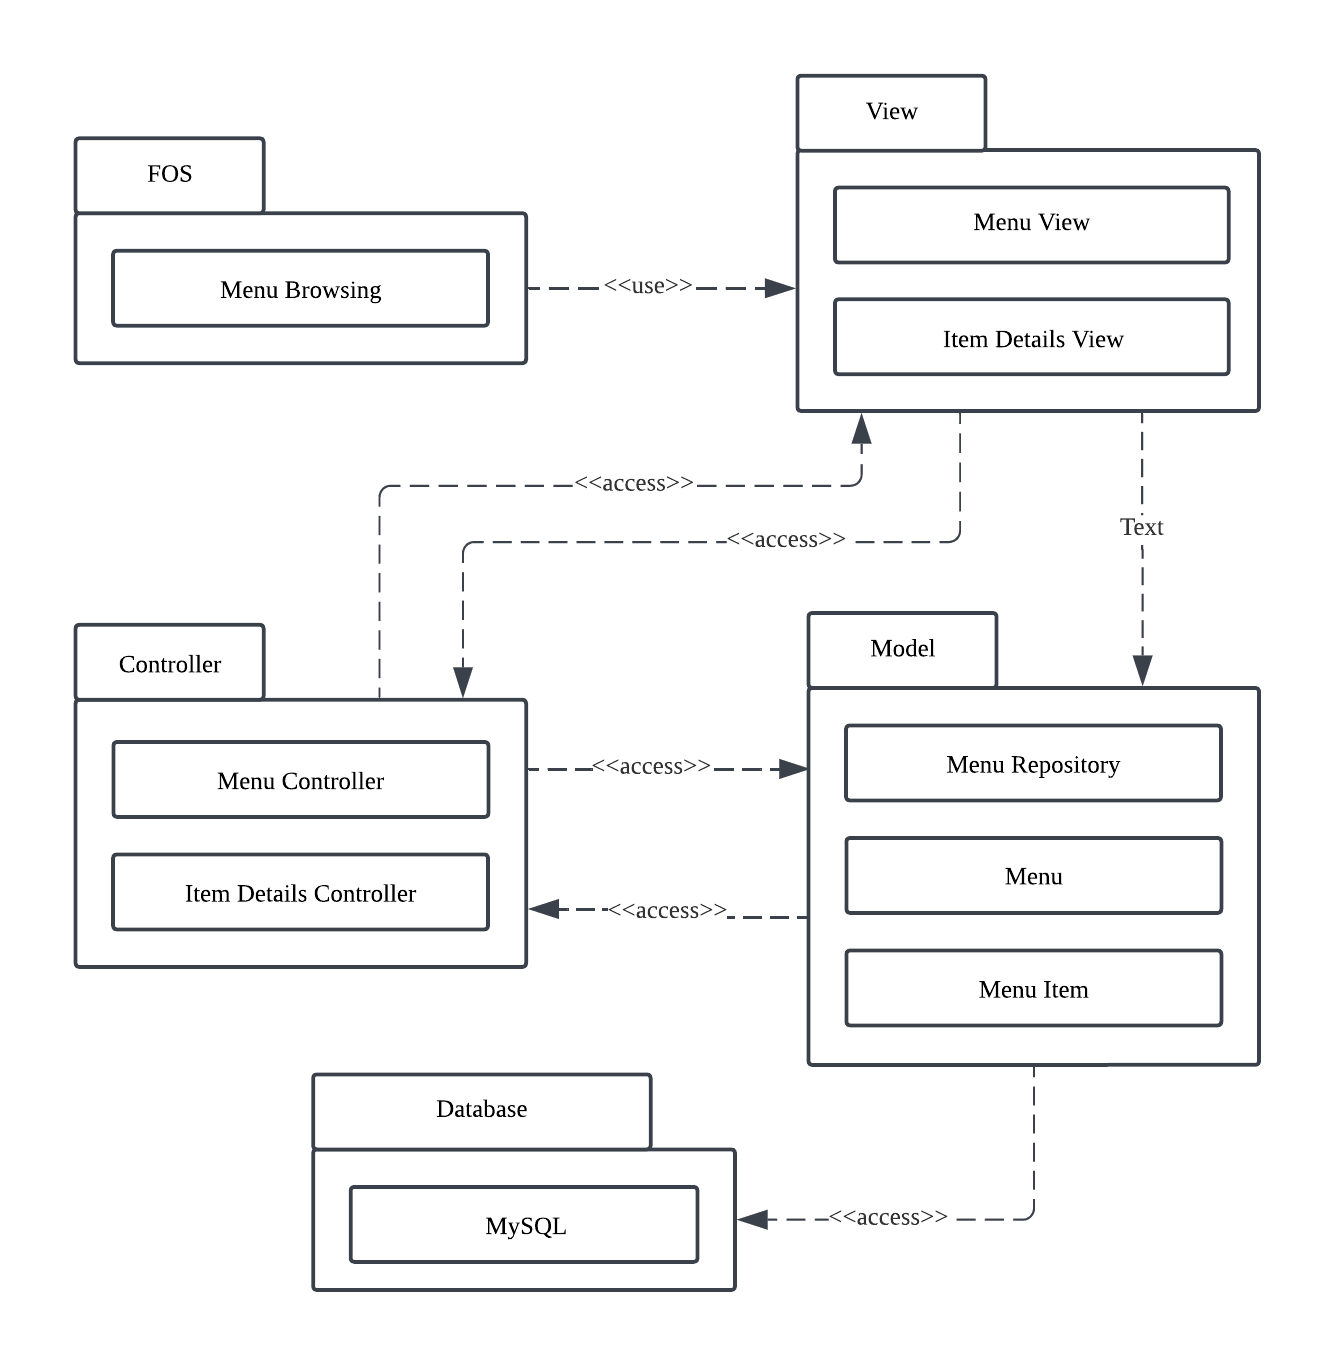 View
FOS
Menu View
Menu Browsing
<<use>>
Item Details View
<<access>>
Text
<<access>>
Controller
Model
Menu Controller
<<access>>
Menu Repository
Item Details Controller
<<access>>
Menu
Menu Item
Database
MySQL
<<access>>